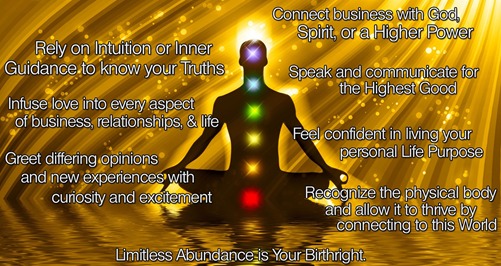 Connect business with God,
Spirit, or a Higher Power
Rely on Intuition or Inner
Guidance to know your Truths
Speak and communicate for
the Highest Good
Infuse love into every aspect
of business, relationships, & life
Feel confident in living your
personal Life Purpose
Greet differing opinions
and new experiences with
curiosity and excitement
Recognize the physical body
and allow it to thrive by
connecting to this World
Limitless Abundance is Your Birthright.